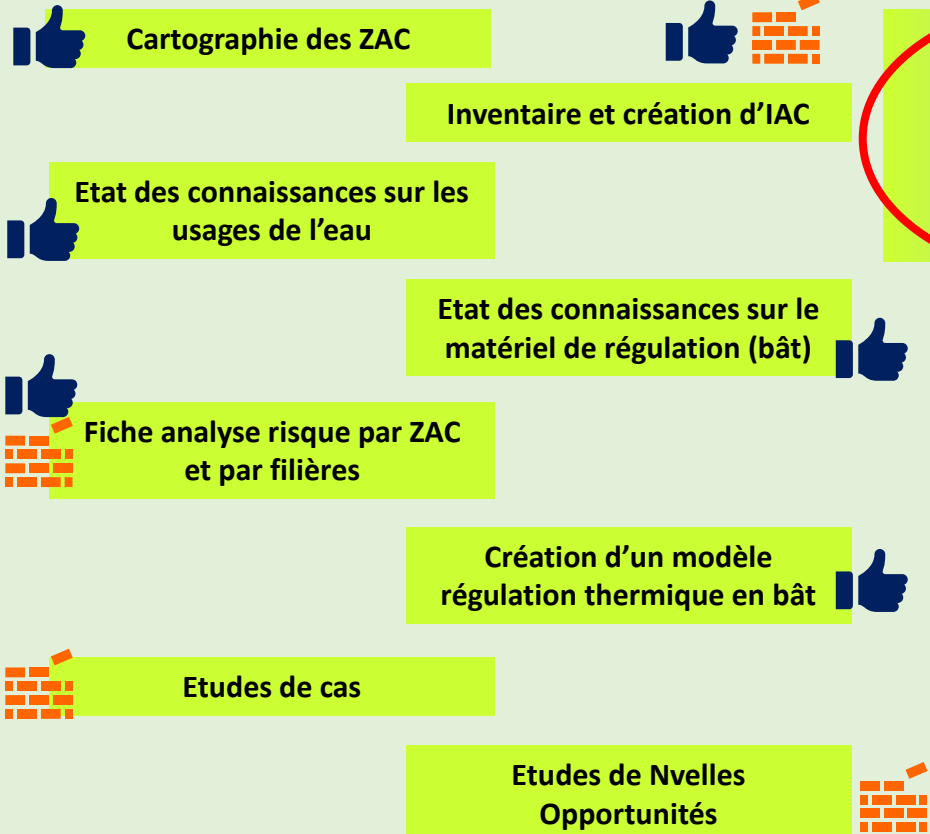 Cartographie des ZAC
Inventaire et création d’IAC
Etat des connaissances sur les
usages de l’eau
Etat des connaissances sur le
matériel de régulation (bât)
Fiche analyse risque par ZAC
et par filières
Création d’un modèle
régulation thermique en bât
Etudes de cas
Etudes de Nvelles
Opportunités